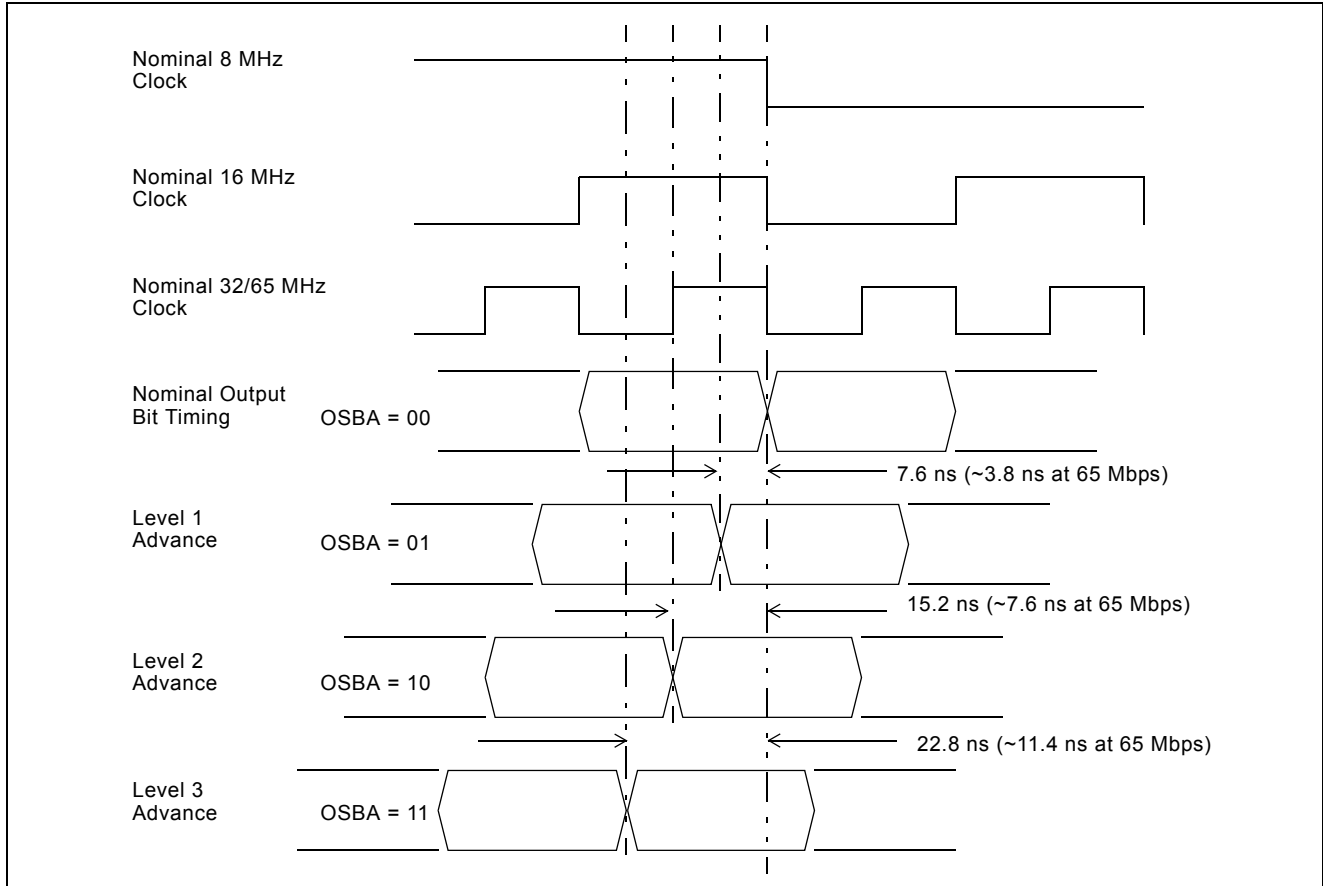 Nominal 8 MHz
Clock
Nominal 16 MHz
Clock
Nominal 32/65 MHz
Clock
Nominal Output
Bit Timing
OSBA = 00
7.6 ns (~3.8 ns at 65 Mbps)
Level 1
Advance
OSBA = 01
15.2 ns (~7.6 ns at 65 Mbps)
Level 2
Advance
OSBA = 10
22.8 ns (~11.4 ns at 65 Mbps)
Level 3
Advance
OSBA = 11